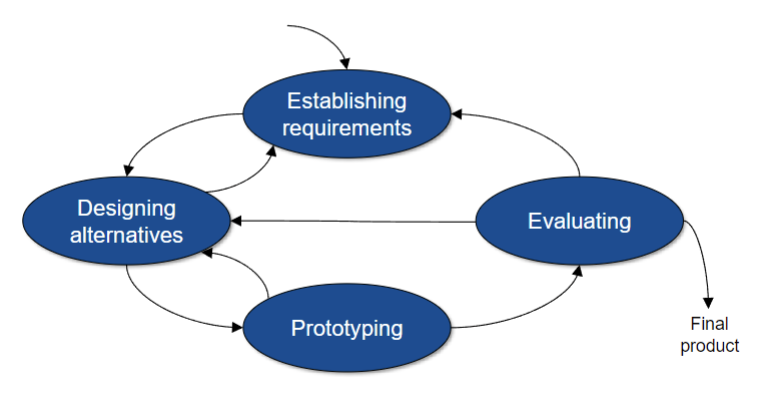 Establishing
requirements
Designing
alternatives
Evaluating
Prototyping
Final
product